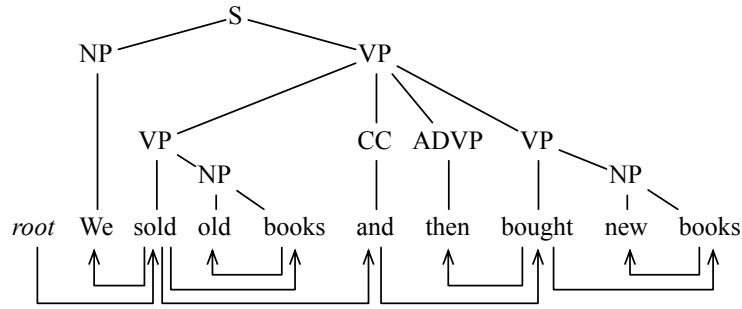 S
NP VP
VP CC ADVP VP
NP NP
root We sold old books and then bought new books